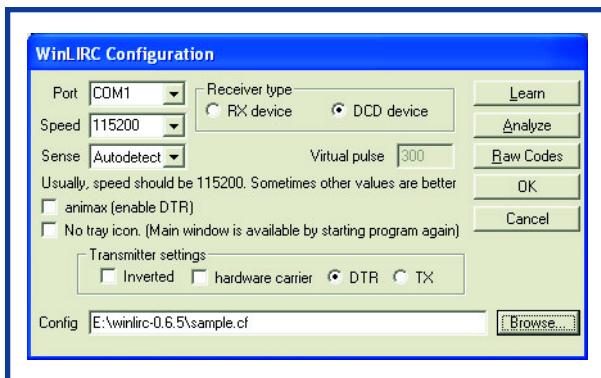 WinLIRC Configuration
Port COM1
Receiver type
RX device DCD device
Learn
Speed 115200
Analyze
Sense Autodetect Virtual pulse 300
Raw Codes
Usually, speed should be 115200. Sometimes other values are better
OK
animax (enable DTR)
Cancel
No tray icon. (Main window is available by starting program again)
Transmitter settings
Inverted hardware carrier DTR TX
Config E:\winlirc-0.6.5\sample.cf Browse...